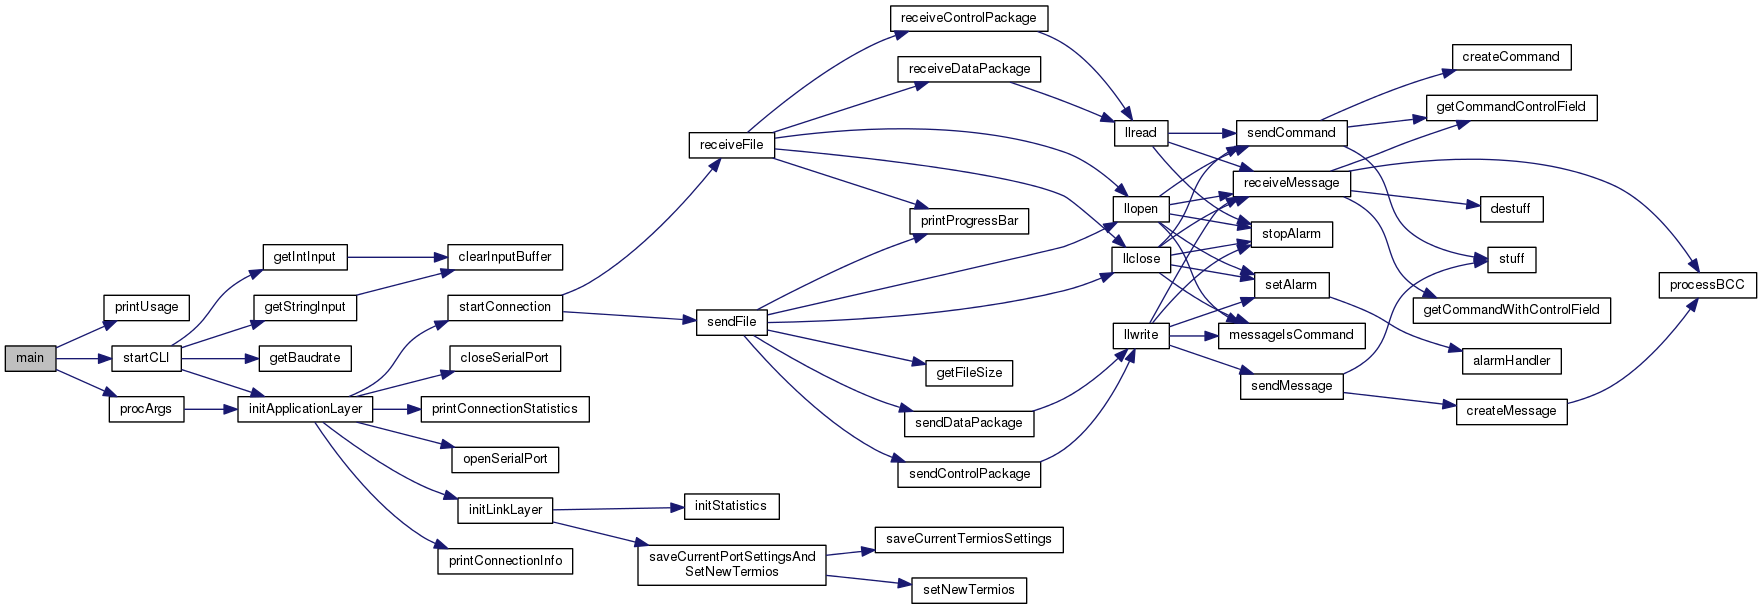 main
printUsage
startCLI
procArgs
getIntInput
getStringInput
getBaudrate
initApplicationLayer
clearInputBuffer
startConnection
closeSerialPort
printConnectionStatistics
openSerialPort
initLinkLayer
printConnectionInfo
receiveFile
sendFile
initStatistics
saveCurrentPortSettingsAnd
SetNewTermios
receiveControlPackage
receiveDataPackage
printProgressBar
getFileSize
sendDataPackage
sendControlPackage
saveCurrentTermiosSettings
setNewTermios
llread
llopen
llclose
llwrite
sendCommand
receiveMessage
stopAlarm
setAlarm
messageIsCommand
sendMessage
createCommand
getCommandControlField
destuff
stuff
getCommandWithControlField
alarmHandler
createMessage
processBCC